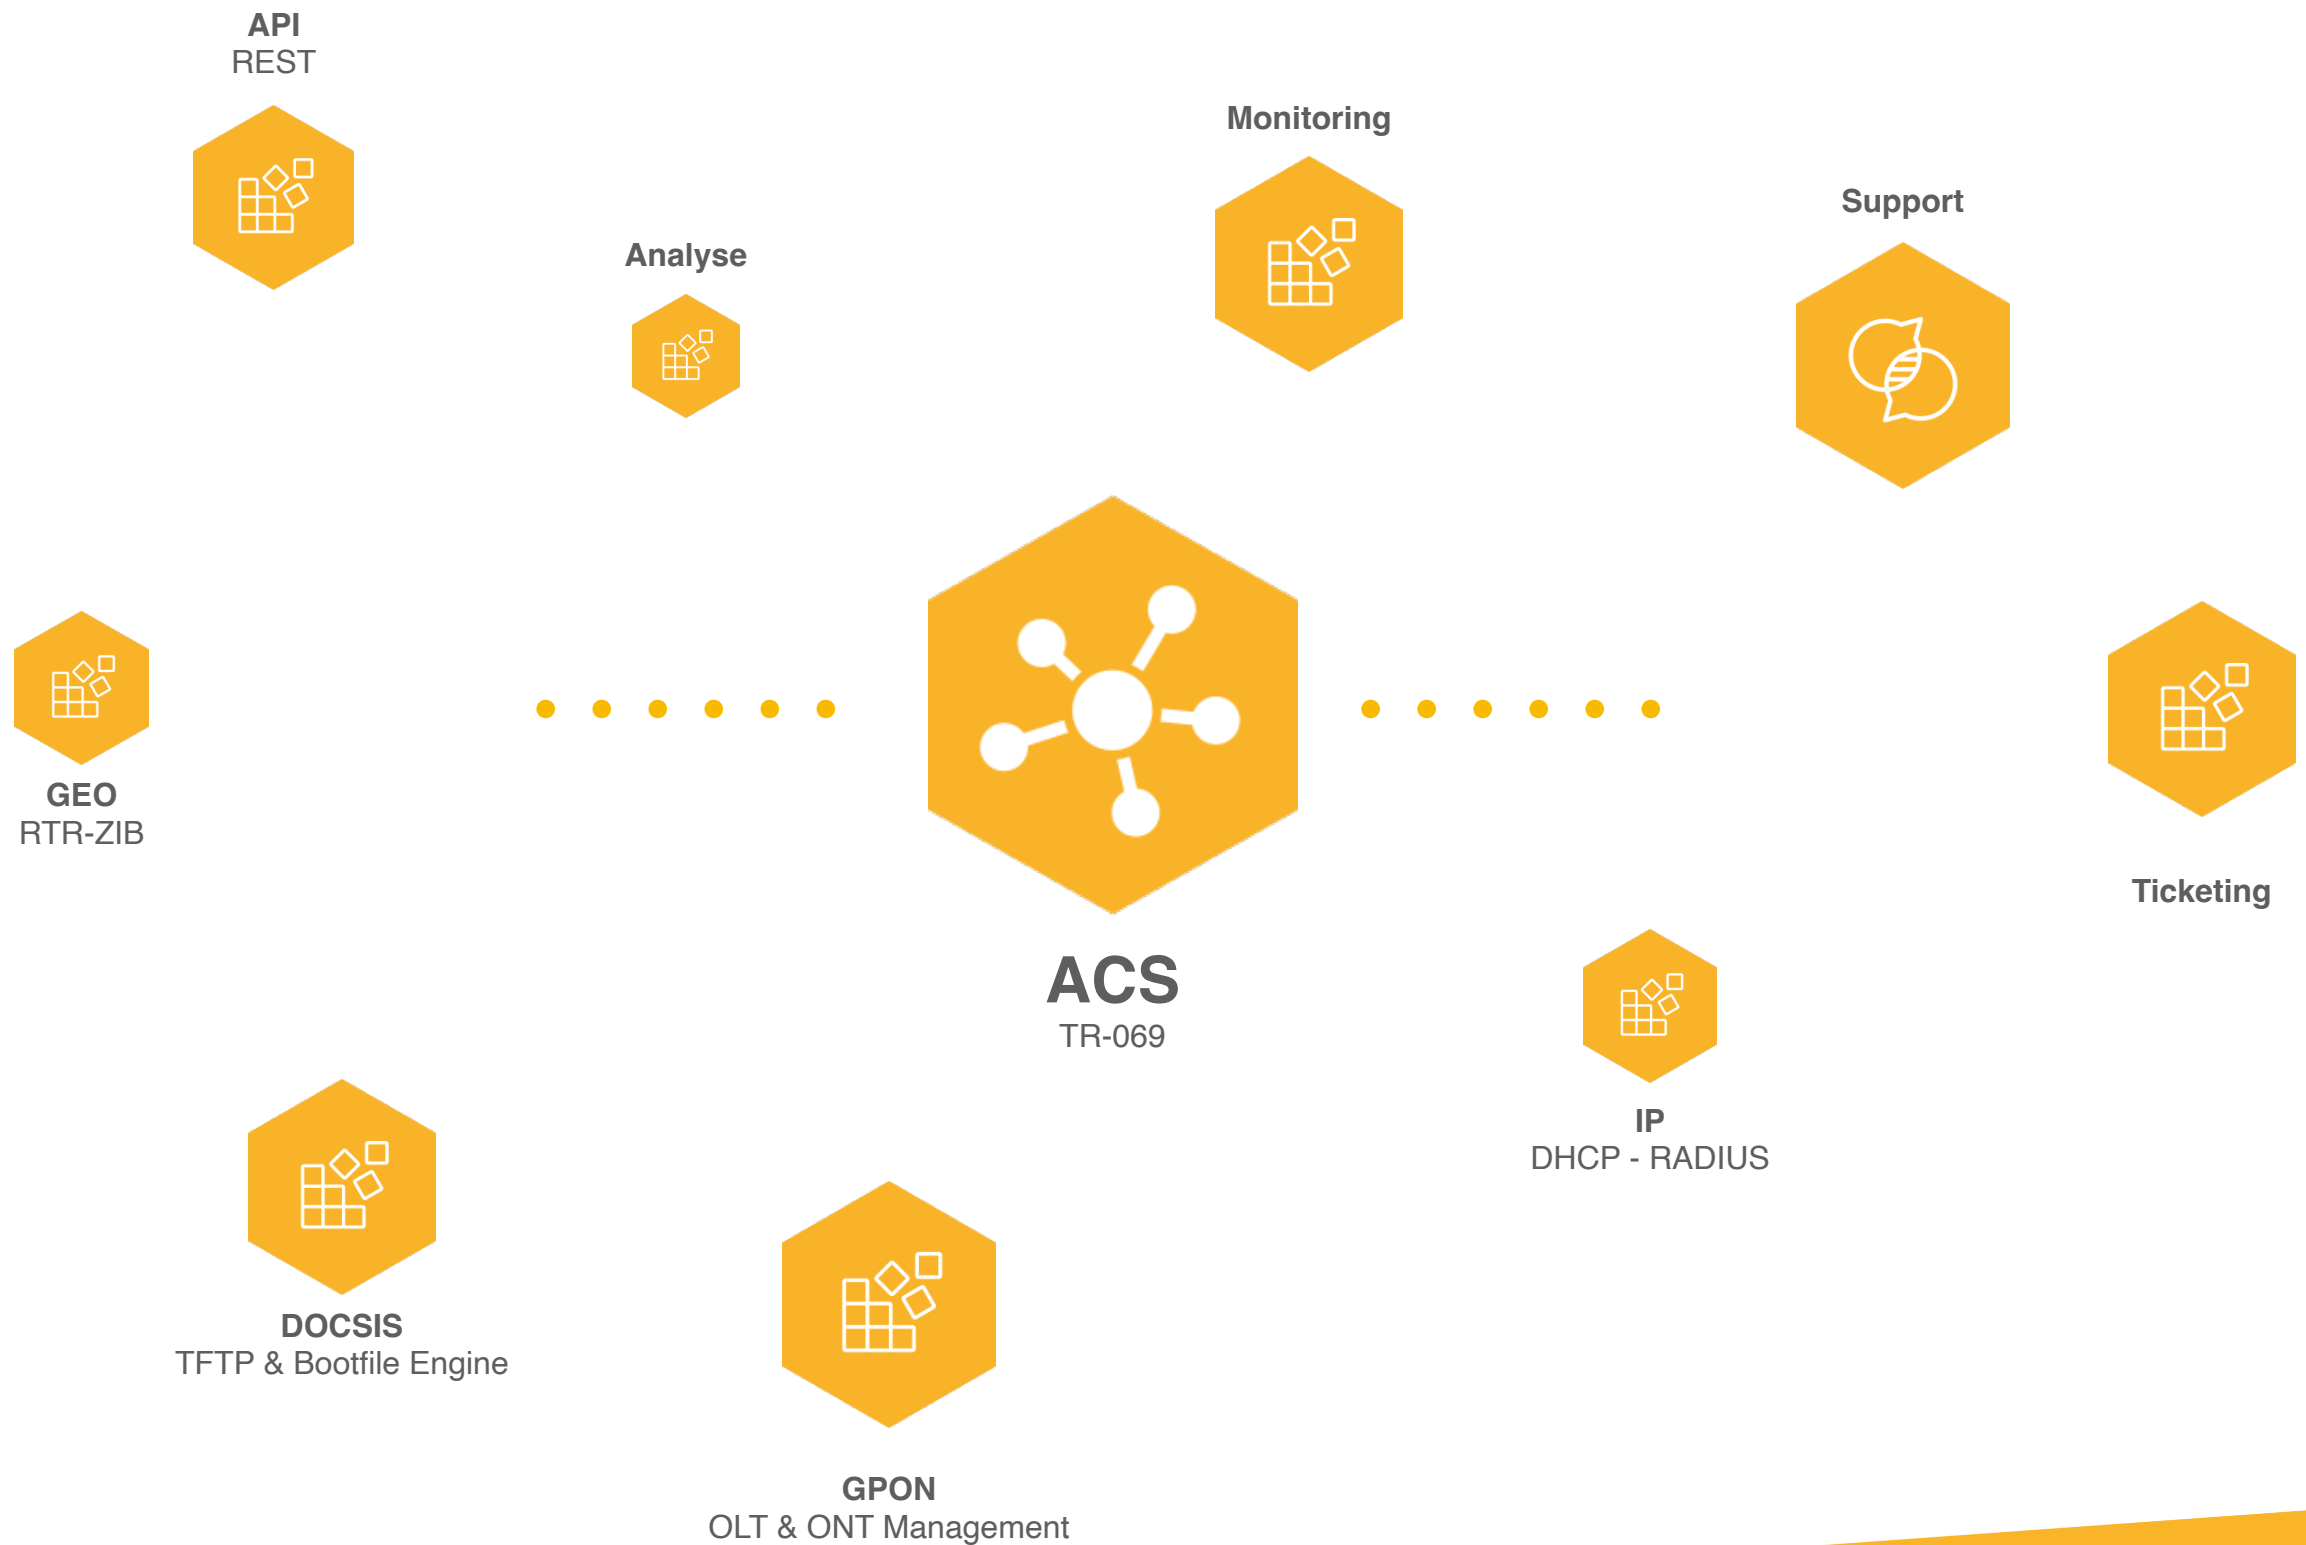 API
REST
Monitoring
Support
Analyse
GEO
RTR-ZIB
Ticketing
ACS
TR-069
IP
DHCP - RADIUS
DOCSIS
TFTP & Bootfile Engine
GPON
OLT & ONT Management